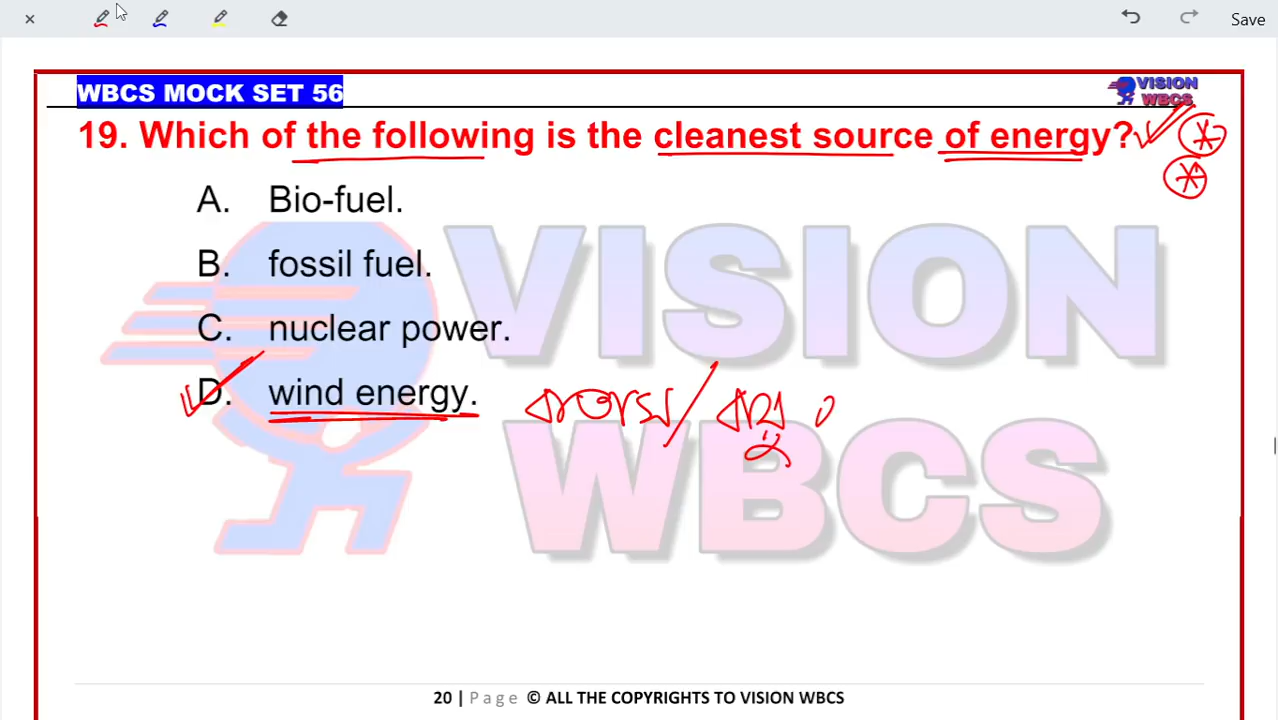 Save
WBCS MOCK SET 56
VISION
WBCS
19. Which of the following is the cleanest source of energy?
A. Bio-fuel.
B. fossil fuel.
C. nuclear power.
D. wind energy.
VISION
WBCS
20 | Page © ALL THE COPYRIGHTS TO VISION WBCS